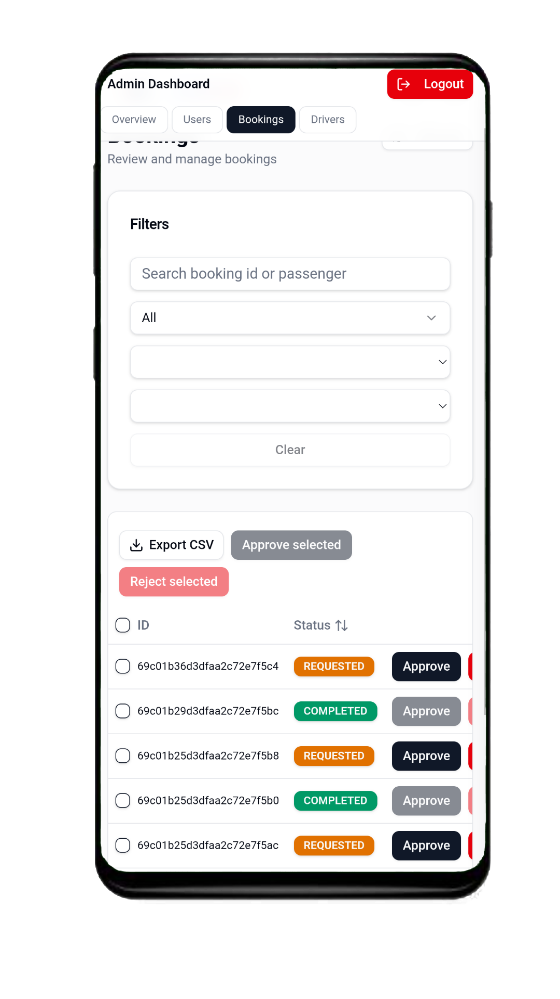 Admin Dashboard
Logout
Overview Users Bookings Drivers
Bookings
Review and manage bookings
Filters
Search booking id or passenger
All
Clear
Export CSV Approve selected
Reject selected
ID Status
69c01b36d3dfaa2c72e7f5c4 REQUESTED Approve
69c01b29d3dfaa2c72e7f5bc COMPLETED Approve
69c01b25d3dfaa2c72e7f5b8 REQUESTED Approve
69c01b25d3dfaa2c72e7f5b0 COMPLETED Approve
69c01b25d3dfaa2c72e7f5ac REQUESTED Approve